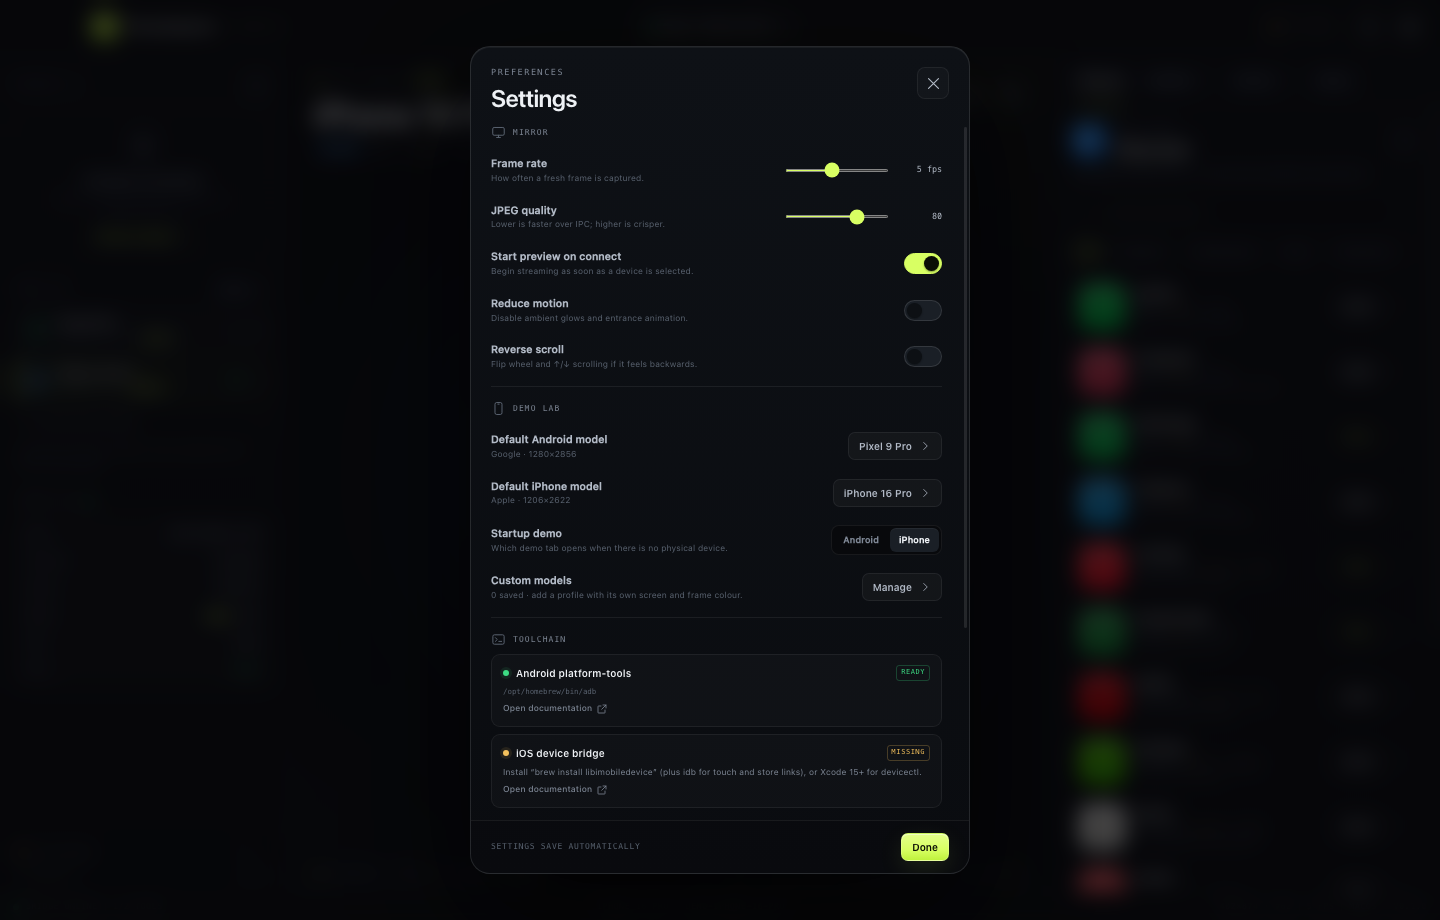 PREFERENCES
Settings
MIRROR
Frame rate
How often a fresh frame is captured.
5 fps
JPEG quality
Lower is faster over IPC; higher is crisper.
80
Start preview on connect
Begin streaming as soon as a device is selected.
Reduce motion
Disable ambient glows and entrance animation.
Reverse scroll
Flip wheel and ↑/↓ scrolling if it feels backwards.
DEMO LAB
Default Android model
Google · 1280×2856
Pixel 9 Pro
Default iPhone model
Apple · 1206×2622
iPhone 16 Pro
Startup demo
Which demo tab opens when there is no physical device.
Android iPhone
Custom models
0 saved · add a profile with its own screen and frame colour.
Manage
TOOLCHAIN
Android platform-tools
READY
/opt/homebrew/bin/adb
Open documentation
iOS device bridge
MISSING
Install "brew install libimobiledevice" (plus idb for touch and store links), or Xcode 15+ for devicectl.
Open documentation
SETTINGS SAVE AUTOMATICALLY
Done